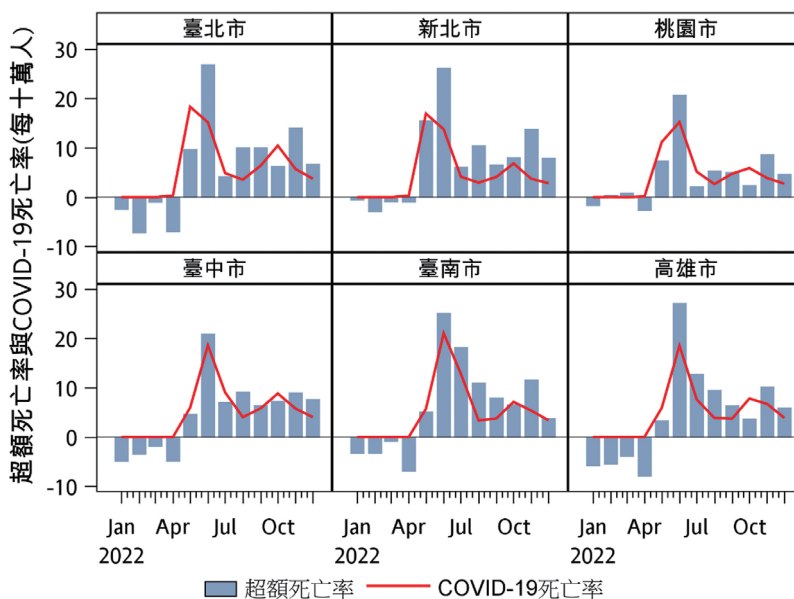 超額死亡率與COVID-19死亡率(每十萬人)
臺北市
新北市
桃園市
30
20
10
0
-10
臺中市
臺南市
高雄市
30
20
10
0
-10
Jan Apr Jul Oct
2022
Jan Apr Jul Oct
2022
Jan Apr Jul Oct
2022
超額死亡率
COVID-19死亡率